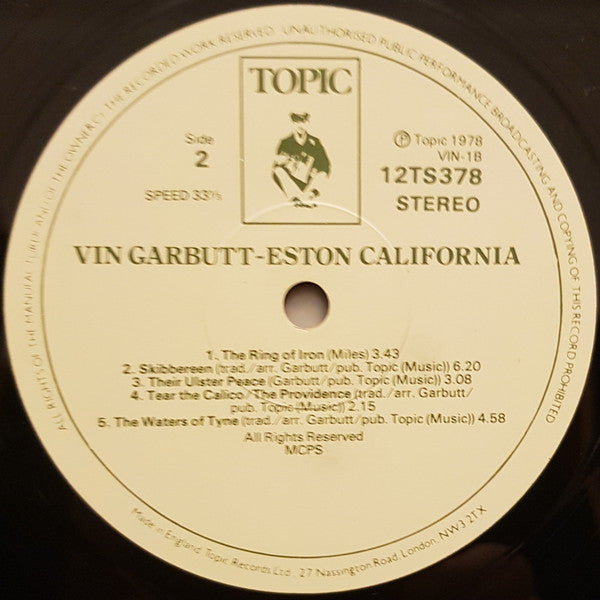 ALL RIGHTS OF THE MANUFACTURER AND OF THE OWNER OF THE RECORDED WORK RESERVED. UNAUTHORISED PUBLIC PERFORMANCE BROADCASTING AND COPYING OF THIS RECORD PROHIBITED
TOPIC
Side
2
SPEED 33⅓
Ⓟ Topic 1978
VIN-1B
12TS378
STEREO
VIN GARBUTT-ESTON CALIFORNIA
1. The Ring of Iron (Miles) 3.43
2. Skibbereen (trad./arr. Garbutt/pub. Topic (Music)) 6.20
3. Their Ulster Peace (Garbutt/pub. Topic (Music)) 3.08
4. Tear the Calico/The Providence (trad./arr. Garbutt/
pub. Topic (Music)) 2.15
5. The Waters of Tyne (trad./arr. Garbutt/pub. Topic (Music)) 4.58
All Rights Reserved
MCPS
Made in England. Topic Records Ltd., 27 Nassington Road, London, NW3 2TX